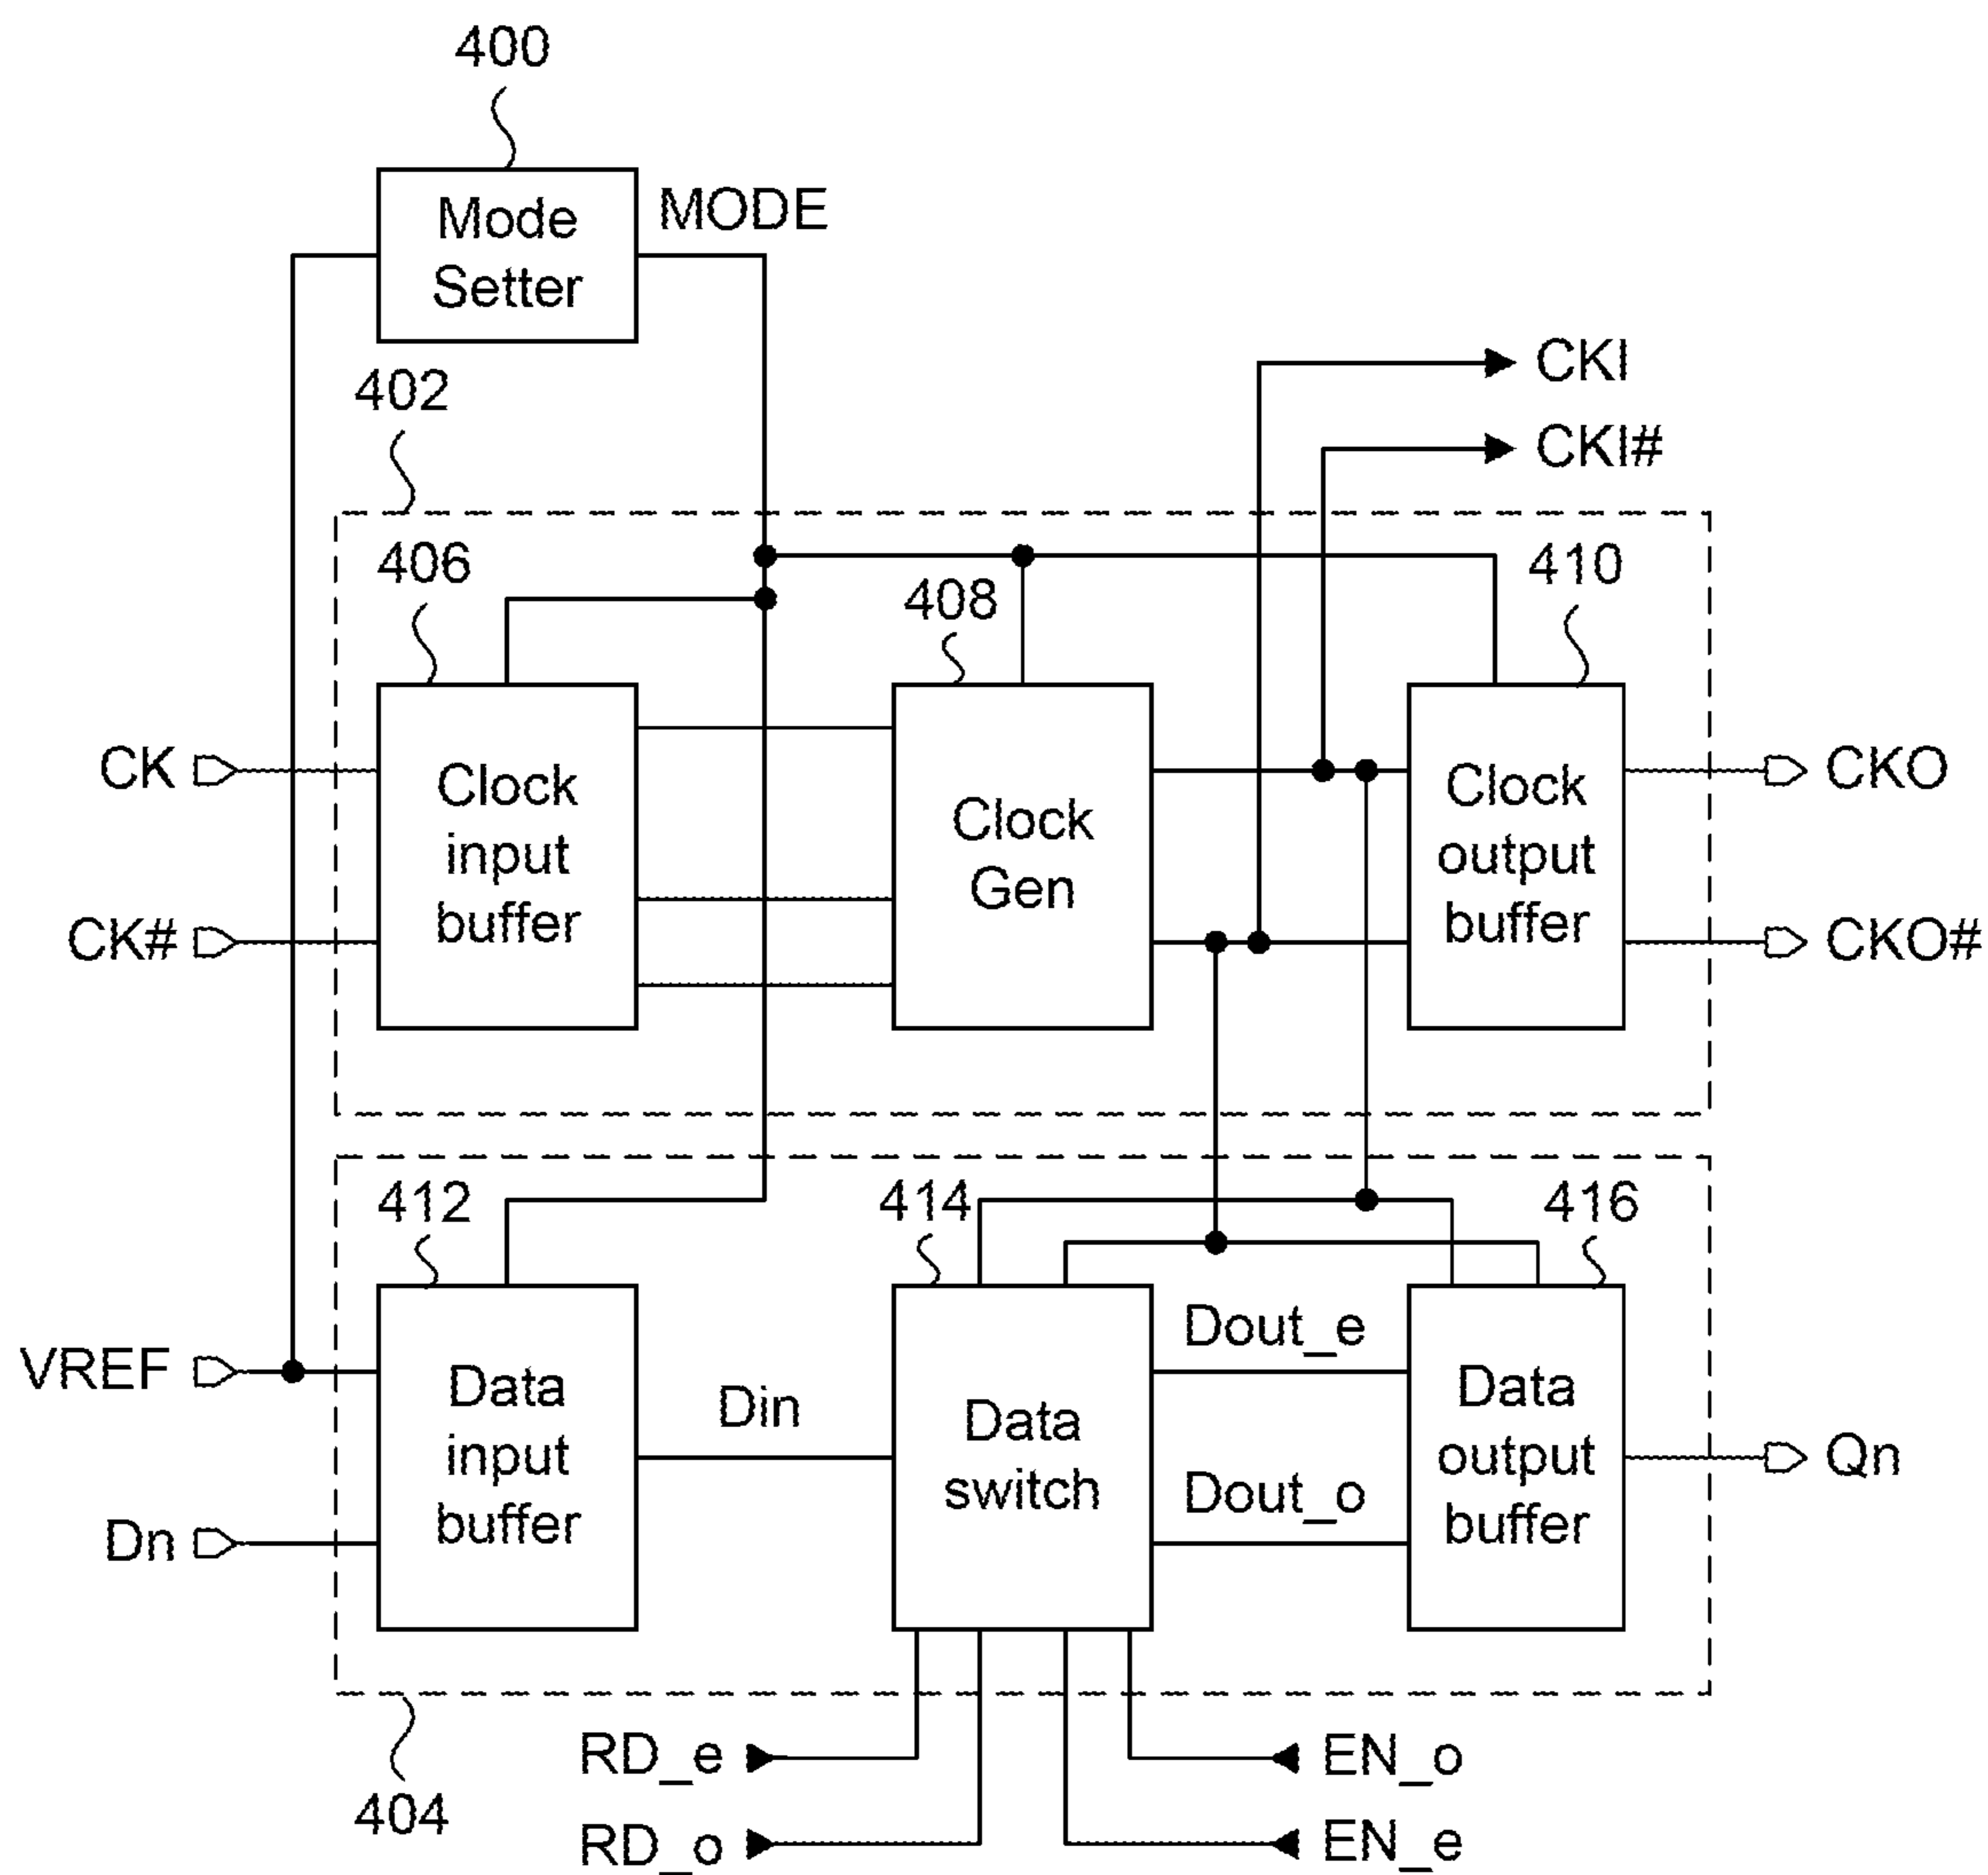 400
Mode
Setter
MODE
402
CKI
CKI#
406
408
410
CK
CK#
Clock
input
buffer
Clock
Gen
Clock
output
buffer
CKO
CKO#
412
414
416
VREF
Dn
Data
input
buffer
Din
Data
switch
Dout_e
Dout_o
Data
output
buffer
Qn
404
RD_e
RD_o
EN_o
EN_e